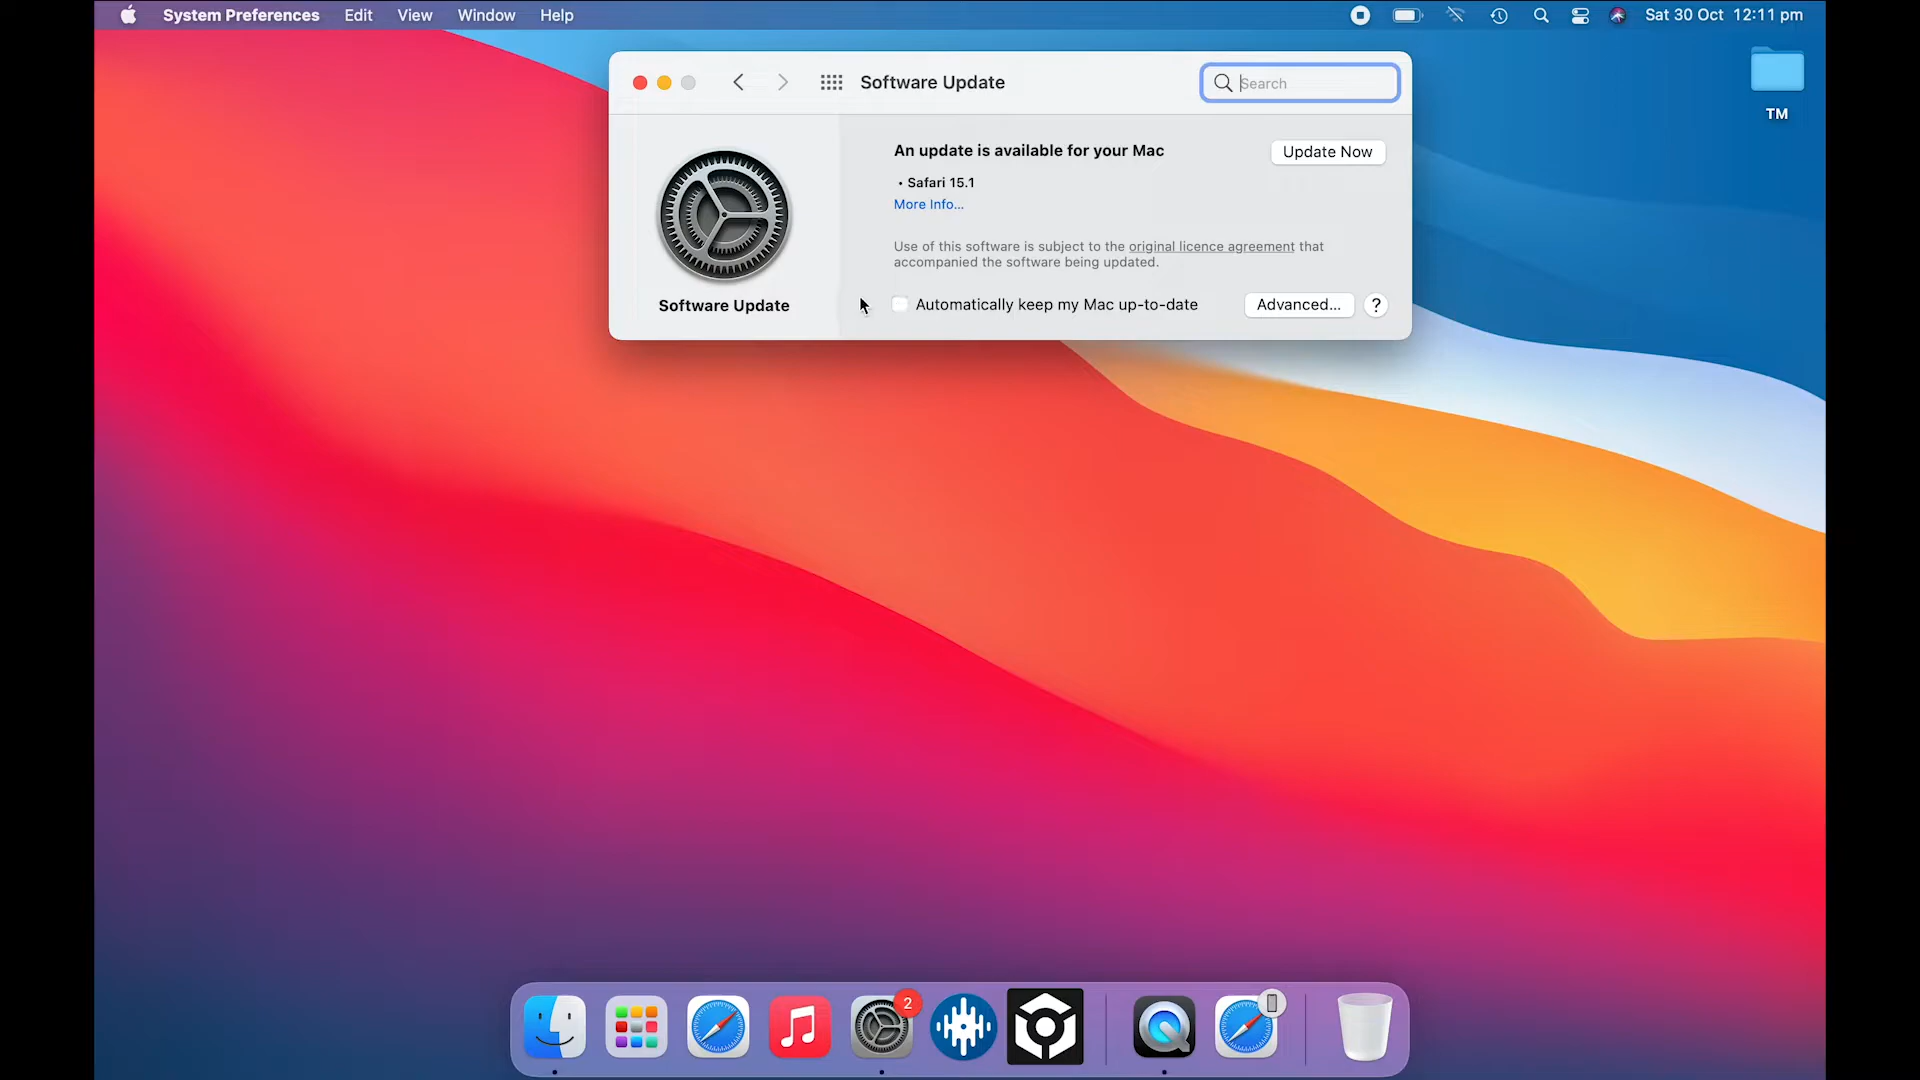 System Preferences Edit View Window Help Sat 30 Oct 12:11 pm
TM
Software Update
Search
An update is available for your Mac
Update Now
• Safari 15.1
More Info...
Use of this software is subject to the original licence agreement that
accompanied the software being updated.
Software Update
Automatically keep my Mac up-to-date
Advanced...
?
2